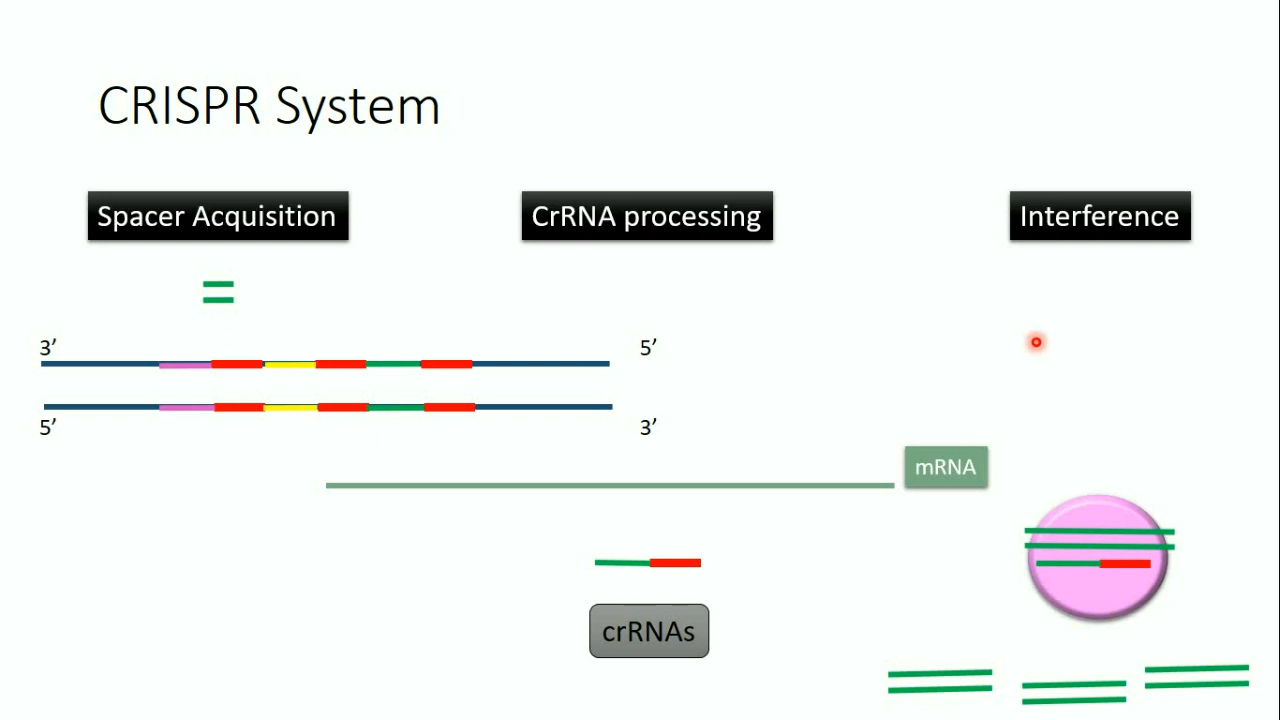 CRISPR System
Spacer Acquisition
CrRNA processing
Interference
3’
5’
5’
3’
mRNA
crRNAs